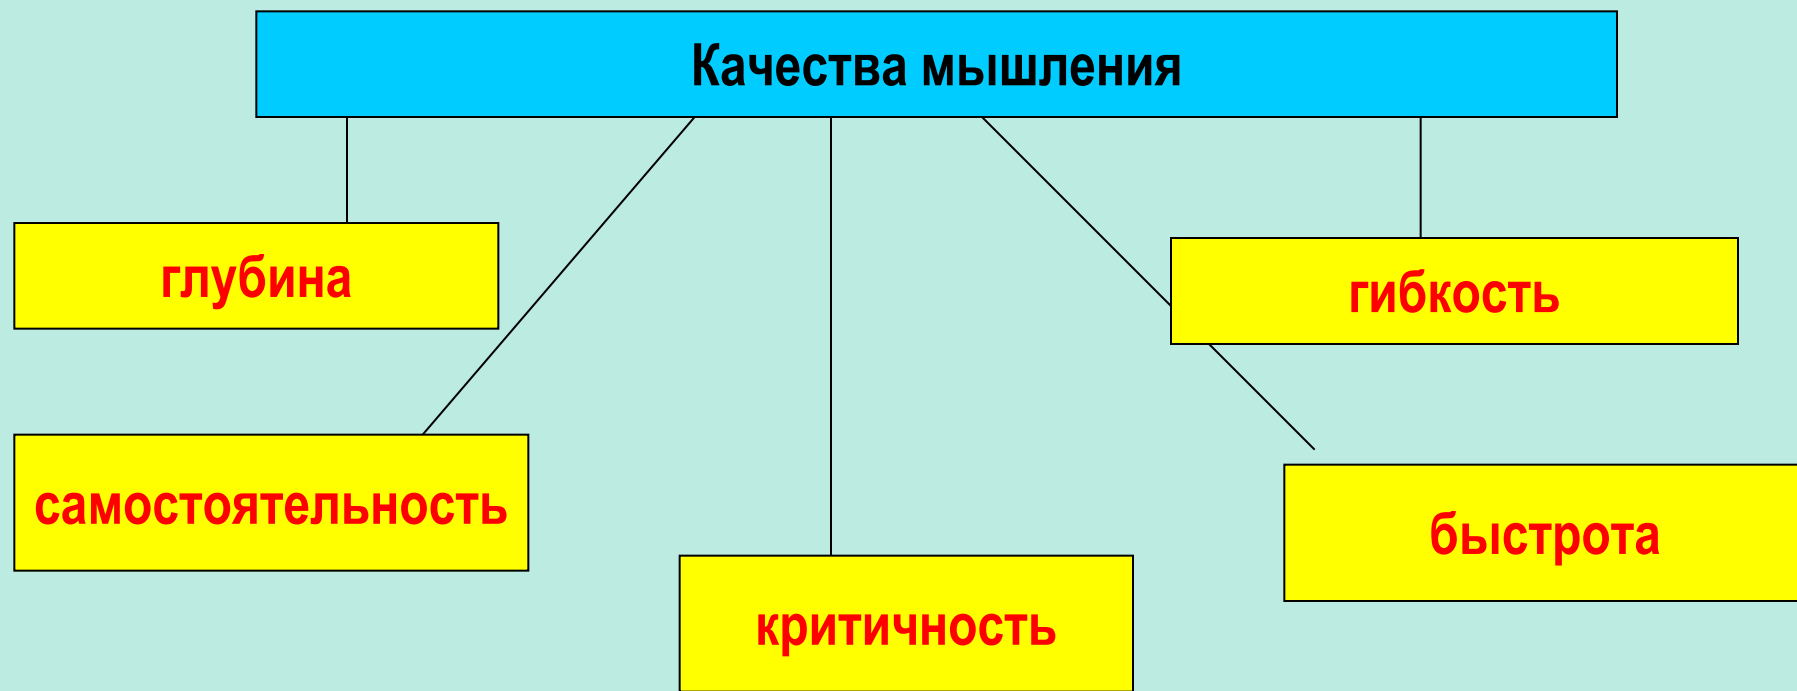 Качества мышления
глубина
гибкость
самостоятельность
быстрота
критичность